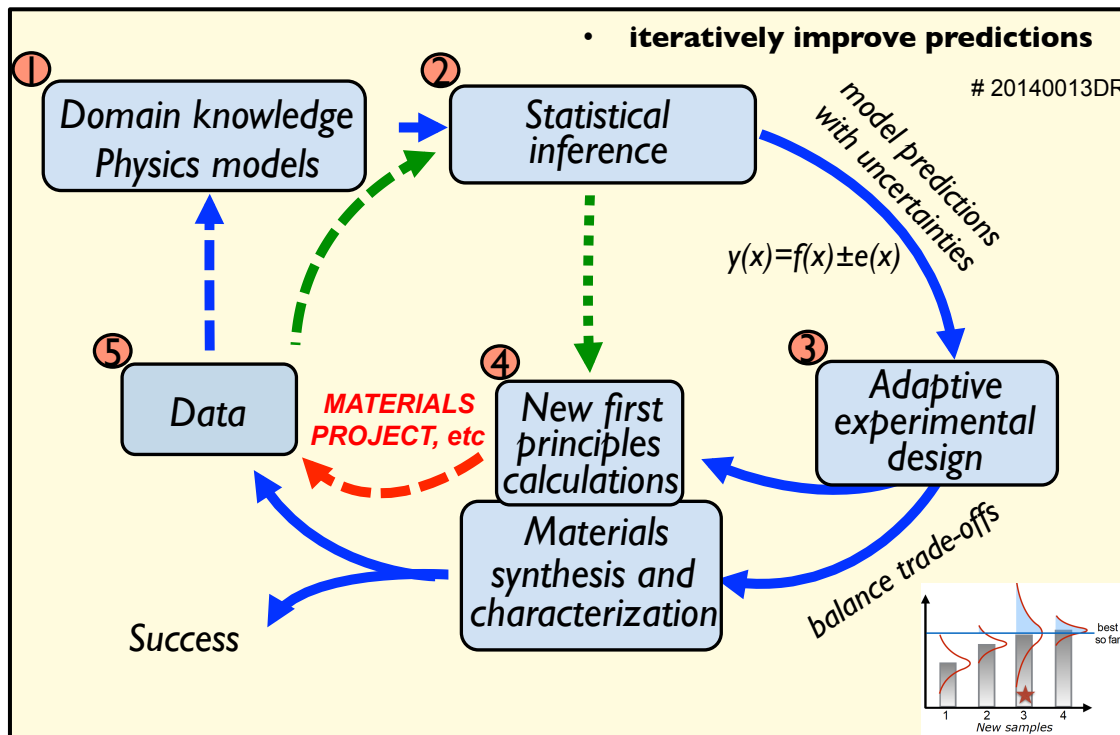 • iteratively improve predictions
# 20140013DR
1
Domain knowledge
Physics models
2
Statistical
inference
model predictions
with uncertainties
y(x)=f(x)±e(x)
5
Data
MATERIALS
PROJECT, etc
4
New first
principles
calculations
3
Adaptive
experimental
design
Materials
synthesis and
characterization
balance trade-offs
Success
best
so far
1 2 3 4
New samples